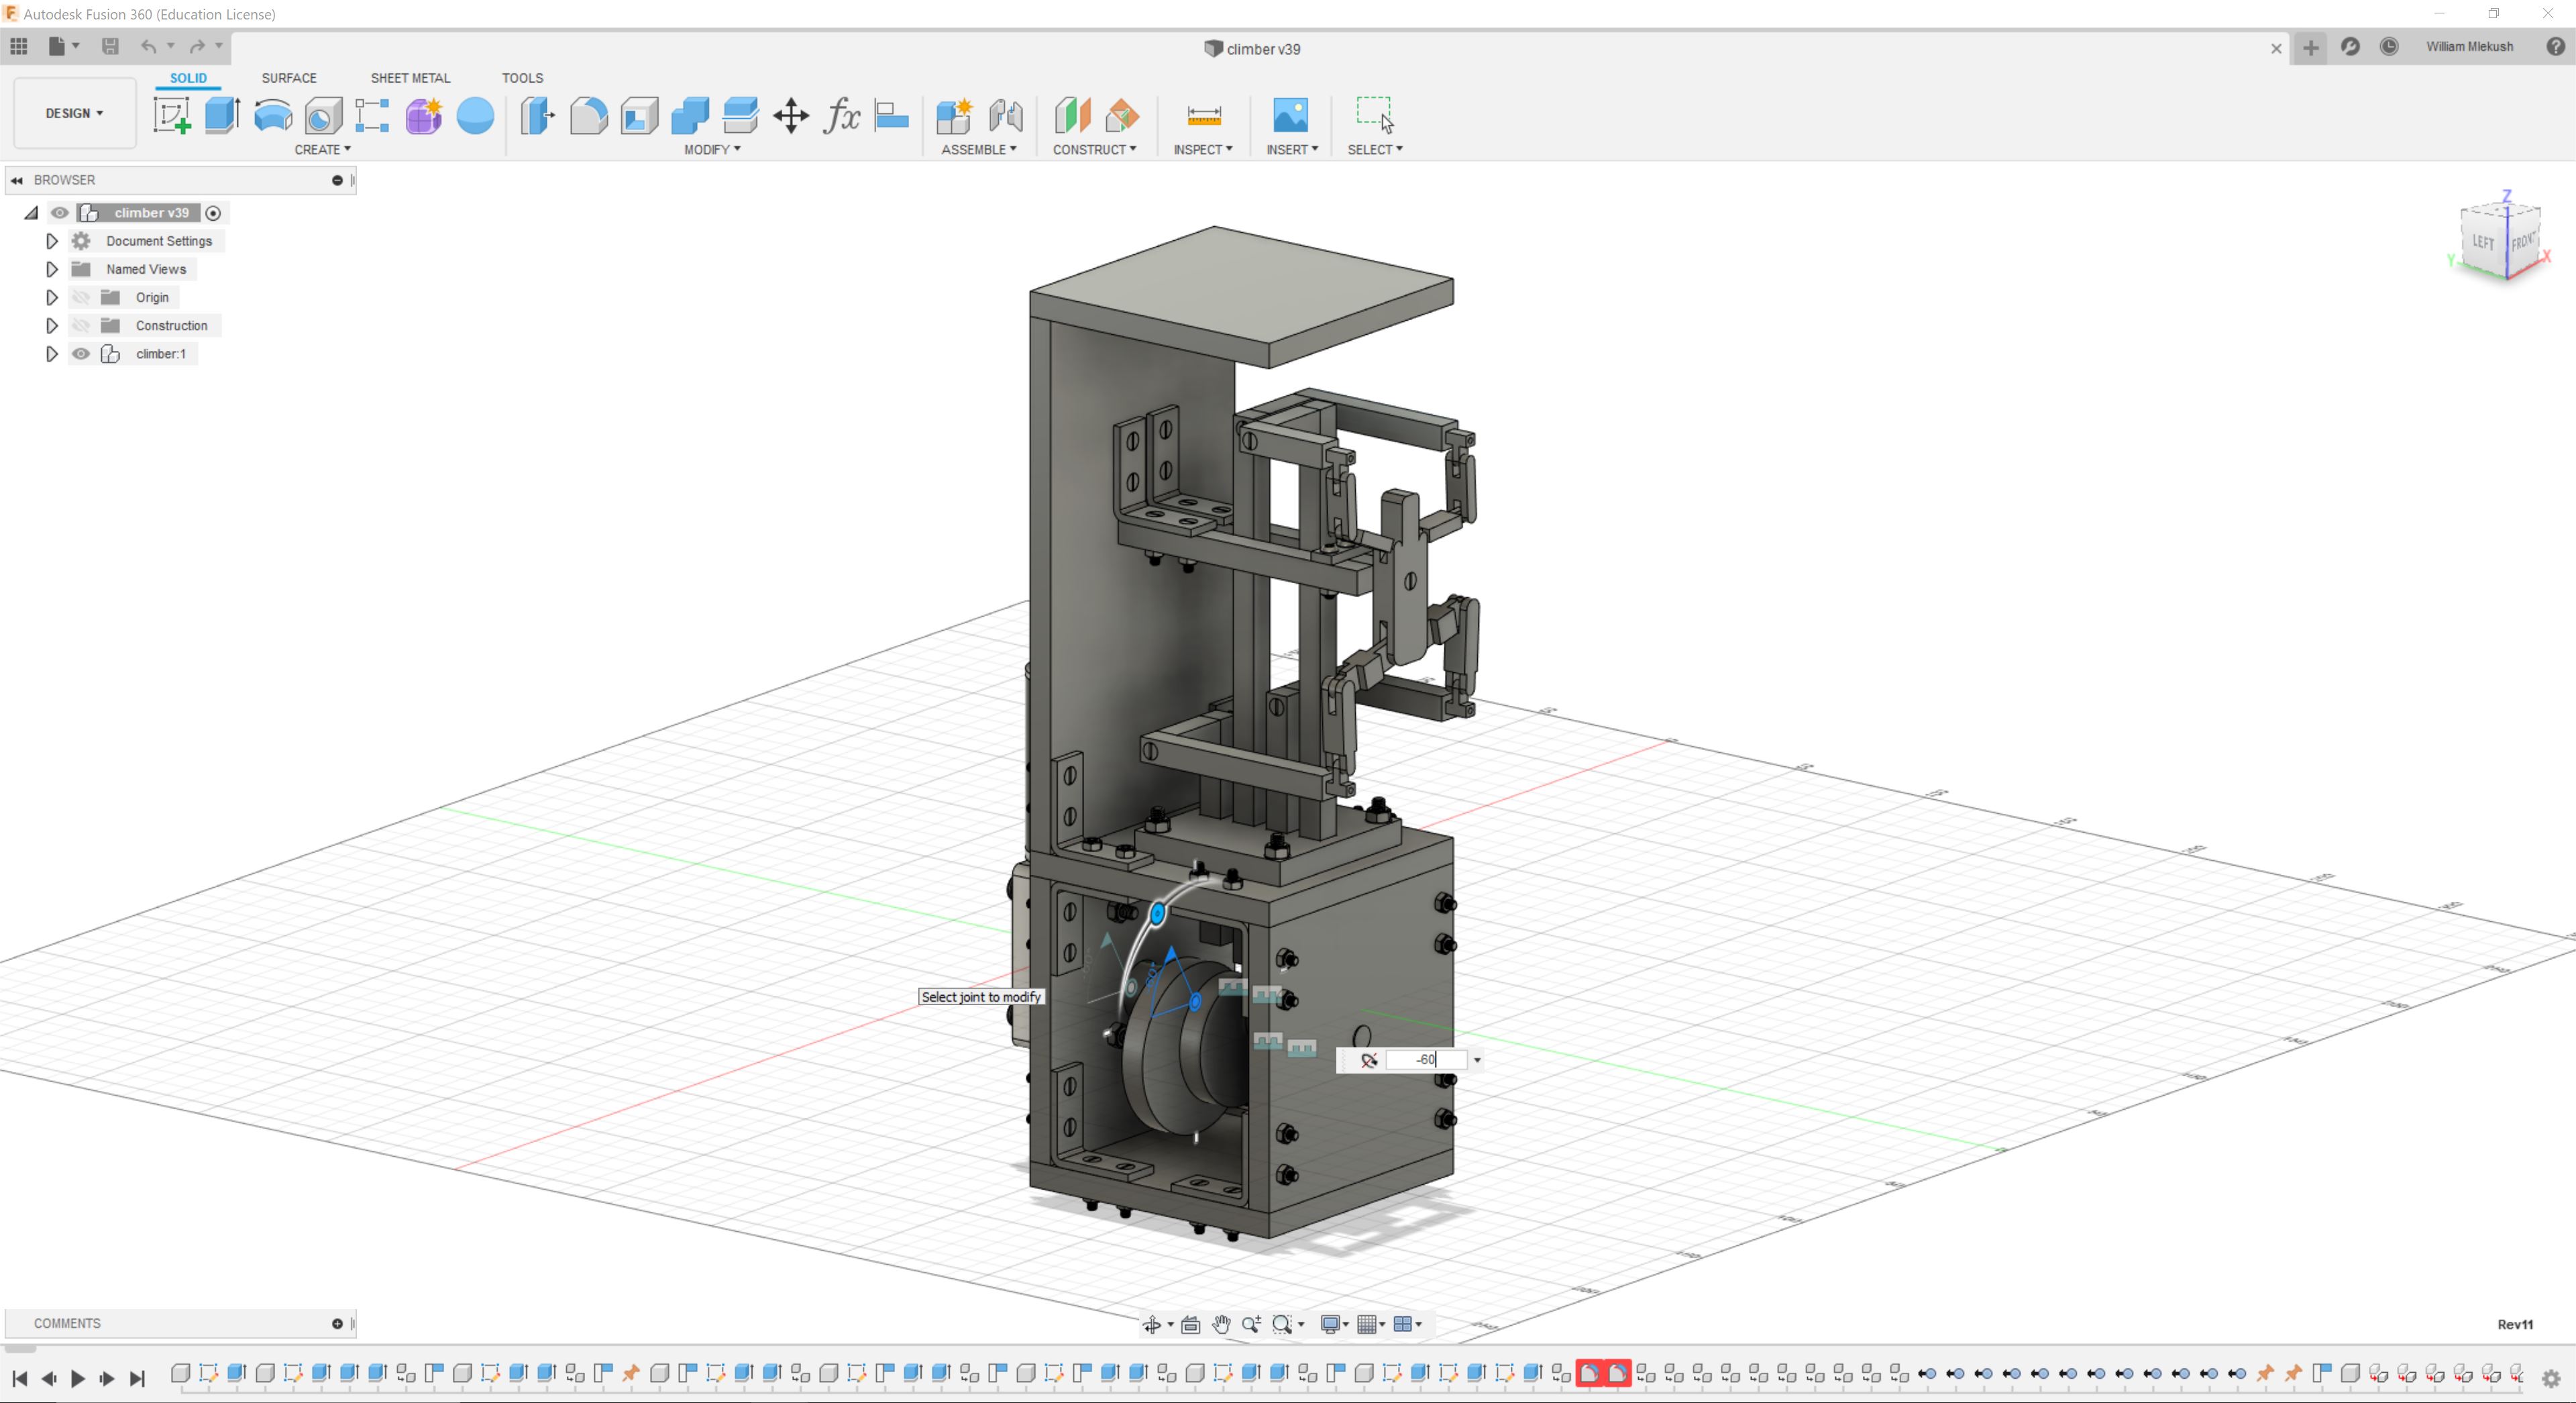 Autodesk Fusion 360 (Education License)
climber v39
William Mlekush
SOLID
SURFACE
SHEET METAL
TOOLS
DESIGN
CREATE
MODIFY
ASSEMBLE
CONSTRUCT
INSPECT
INSERT
SELECT
BROWSER
climber v39
Document Settings
Named Views
Origin
Construction
climber:1
Z
LEFT
FRONT
Y
X
Select joint to modify
-60
COMMENTS
Rev11